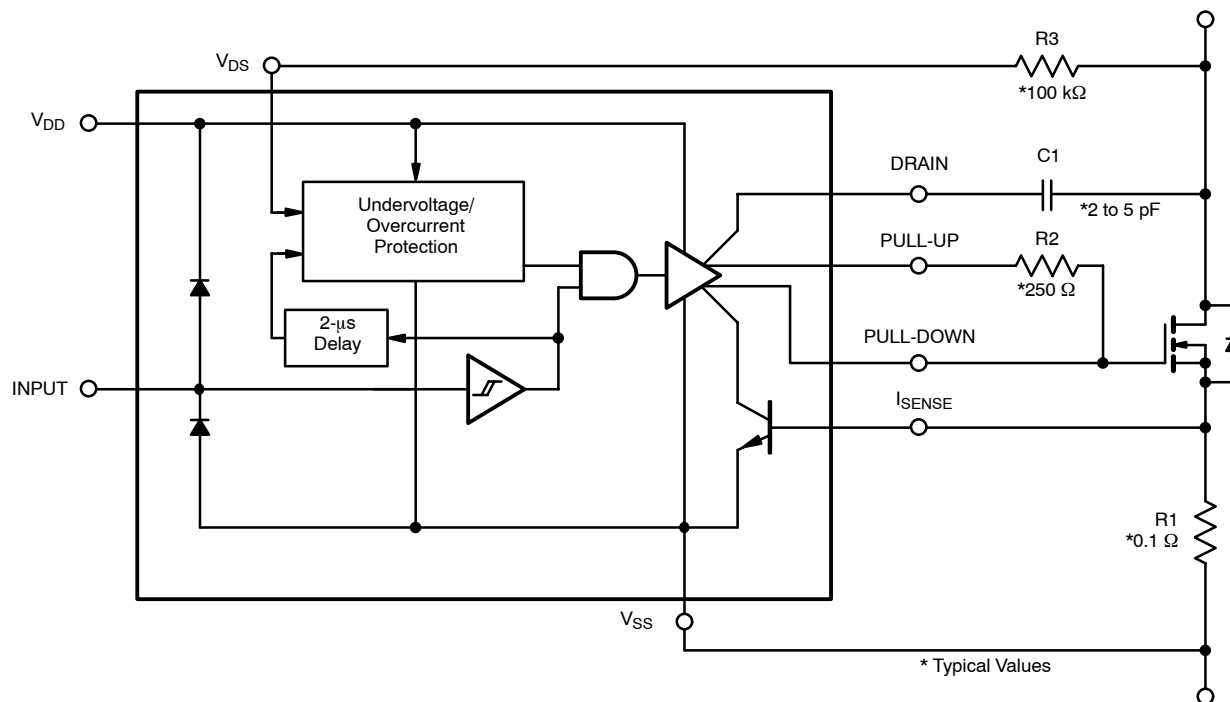 R3
V_DS
*100 kΩ
V_DD
C1
DRAIN
*2 to 5 pF
Undervoltage/
Overcurrent
Protection
PULL-UP
R2
*250 Ω
2-μs
Delay
PULL-DOWN
INPUT
I_SENSE
R1
*0.1 Ω
V_SS
* Typical Values